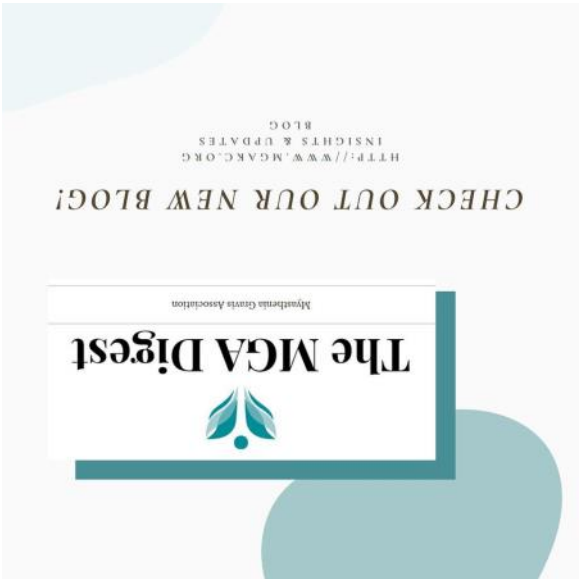 The MGA Digest
Myasthenia Gravis Association
CHECK OUT OUR NEW BLOG!
HTTP://WWW.MGAKC.ORG
INSIGHTS & UPDATES
BLOG